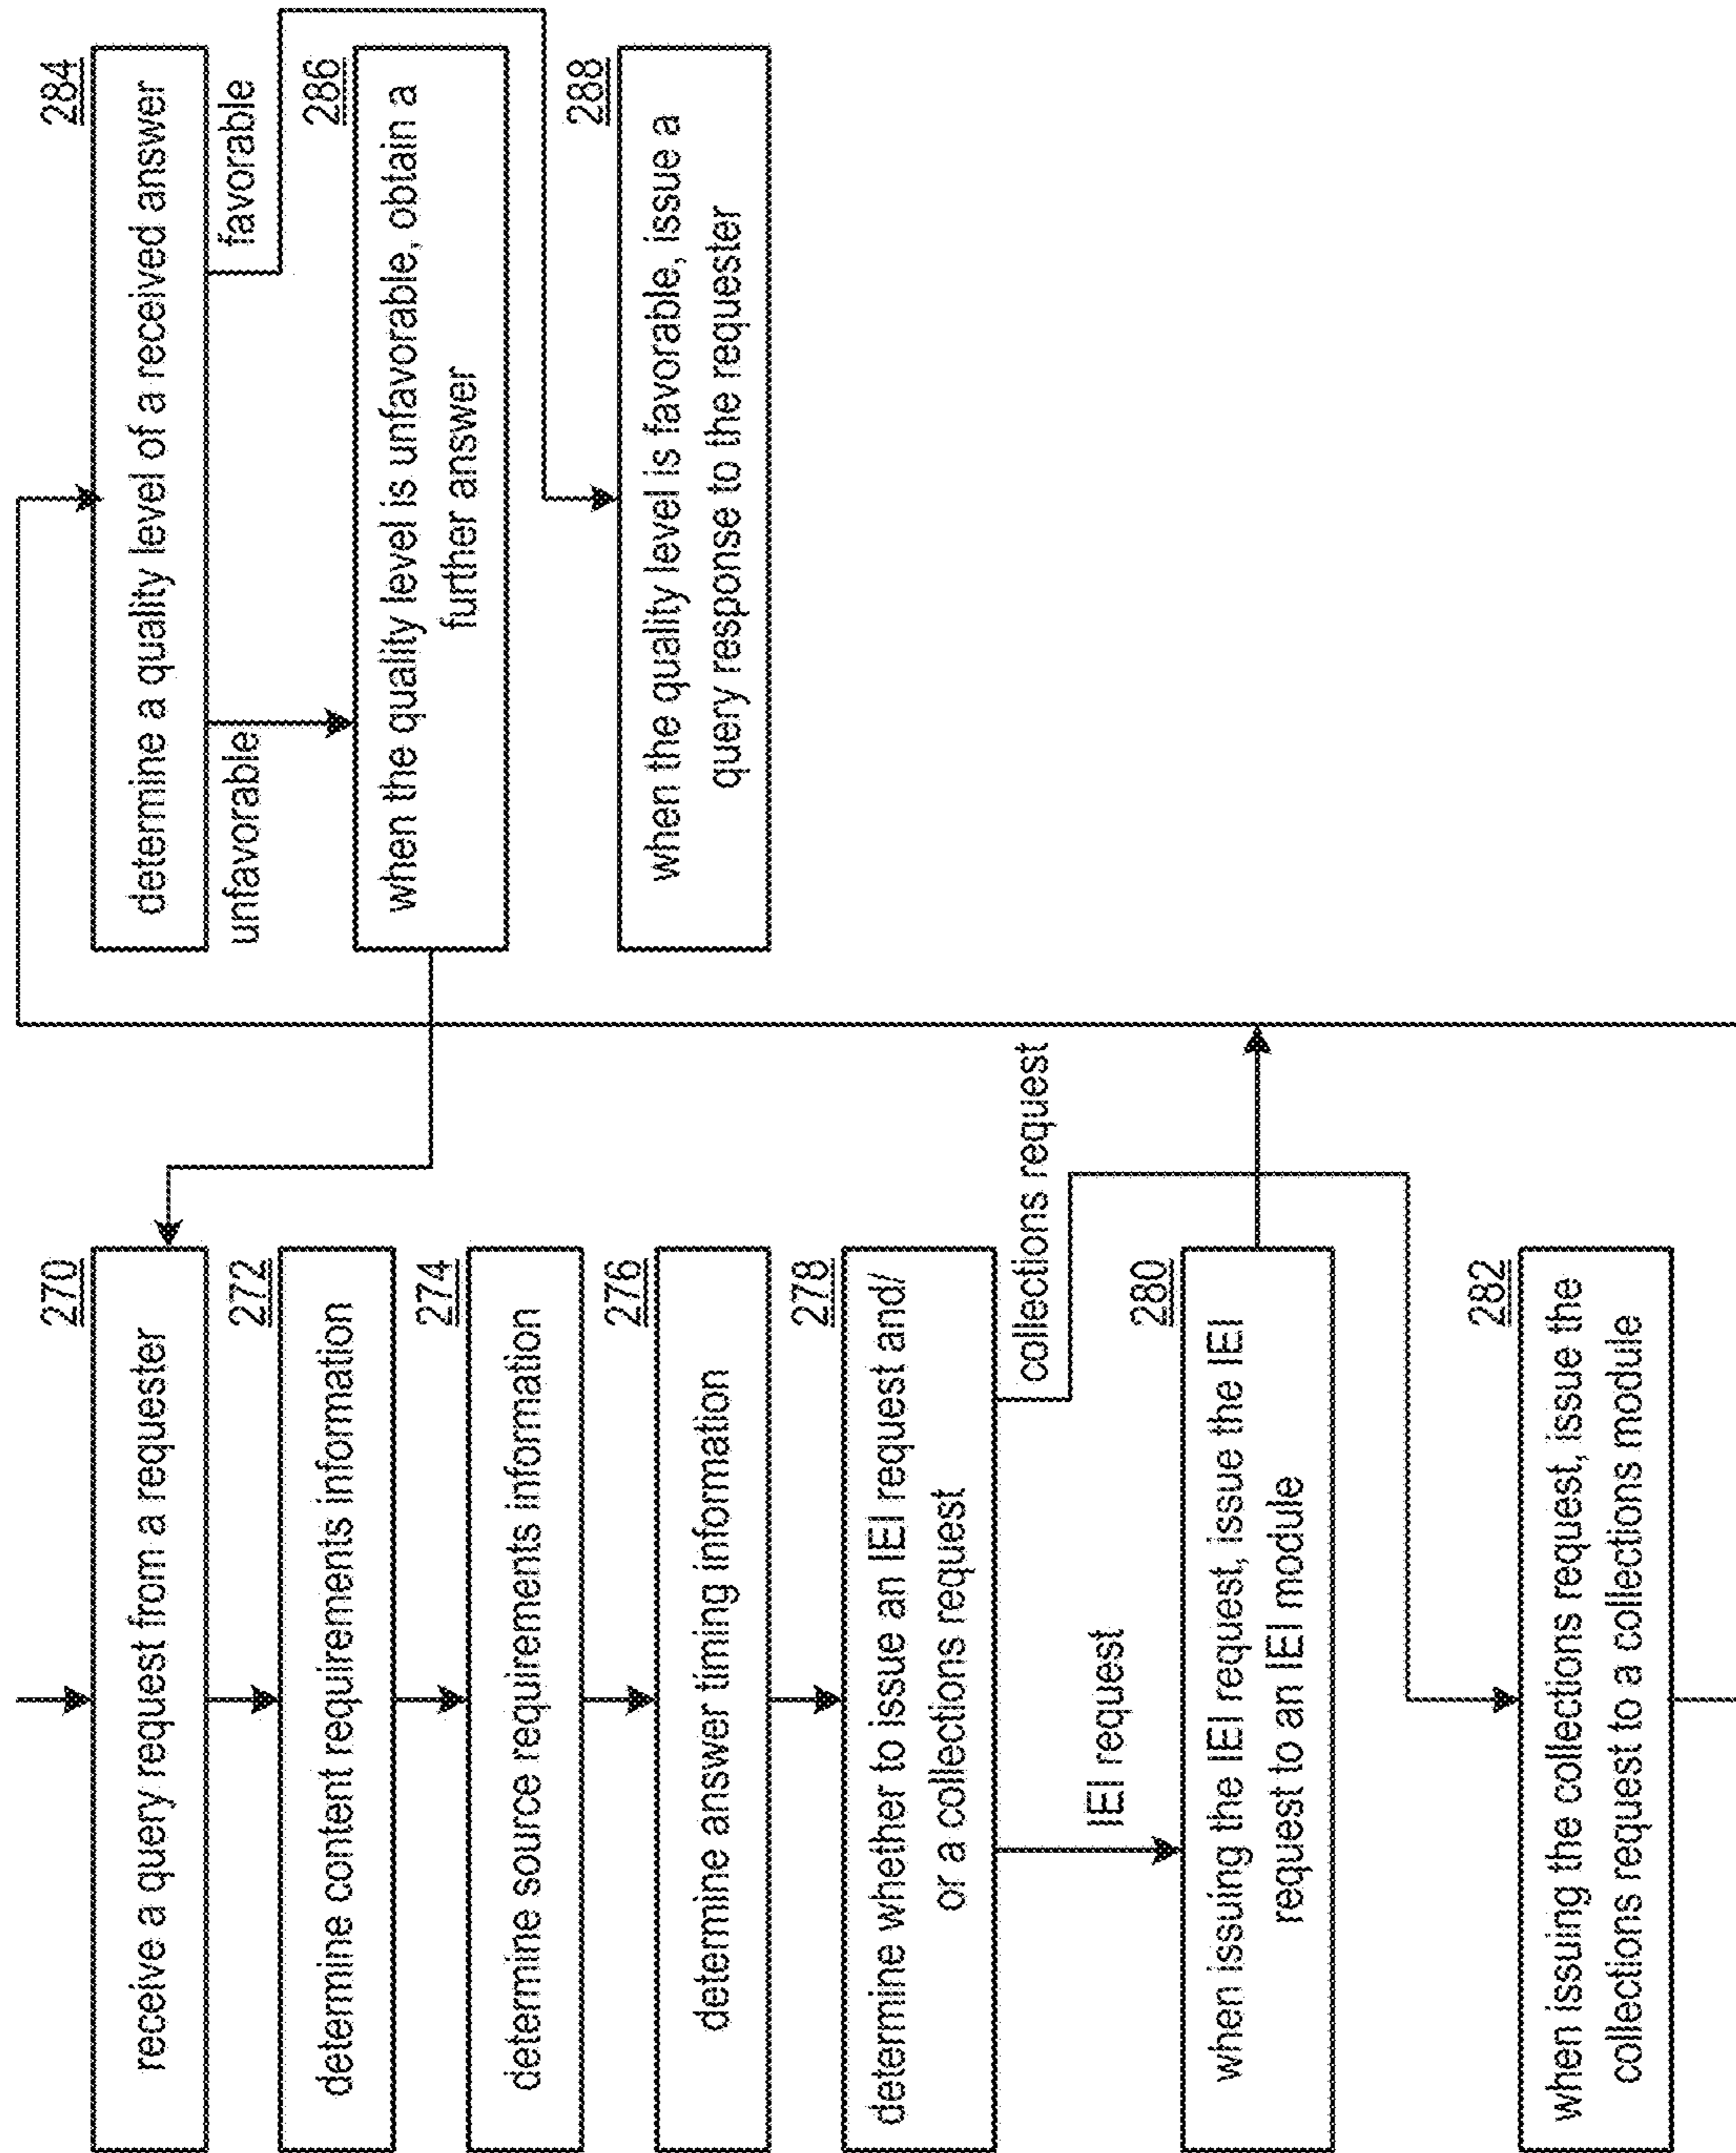 270
receive a query request from a requester
272
determine content requirements information
274
determine source requirements information
276
determine answer timing information
278
determine whether to issue an IEI request and/
or a collections request
IEI request
collections request
280
when issuing the IEI request, issue the IEI
request to an IEI module
282
when issuing the collections request, issue the
collections request to a collections module
284
determine a quality level of a received answer
unfavorable
favorable
286
when the quality level is unfavorable, obtain a
further answer
288
when the quality level is favorable, issue a
query response to the requester